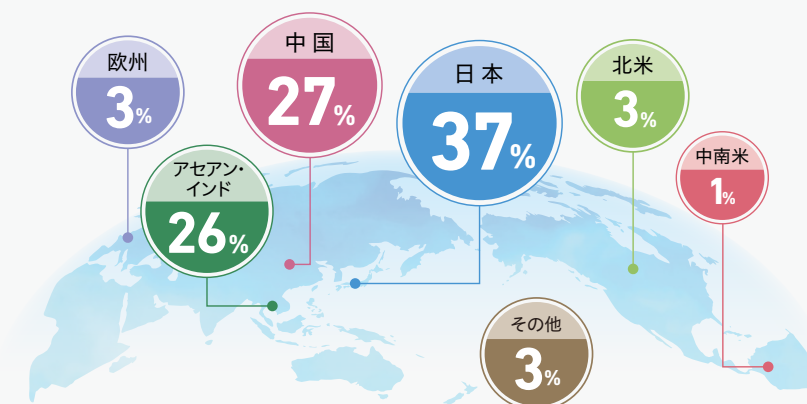 欧州
3%
中国
27%
日本
37%
北米
3%
アセアン・
インド
26%
中南米
1%
その他
3%